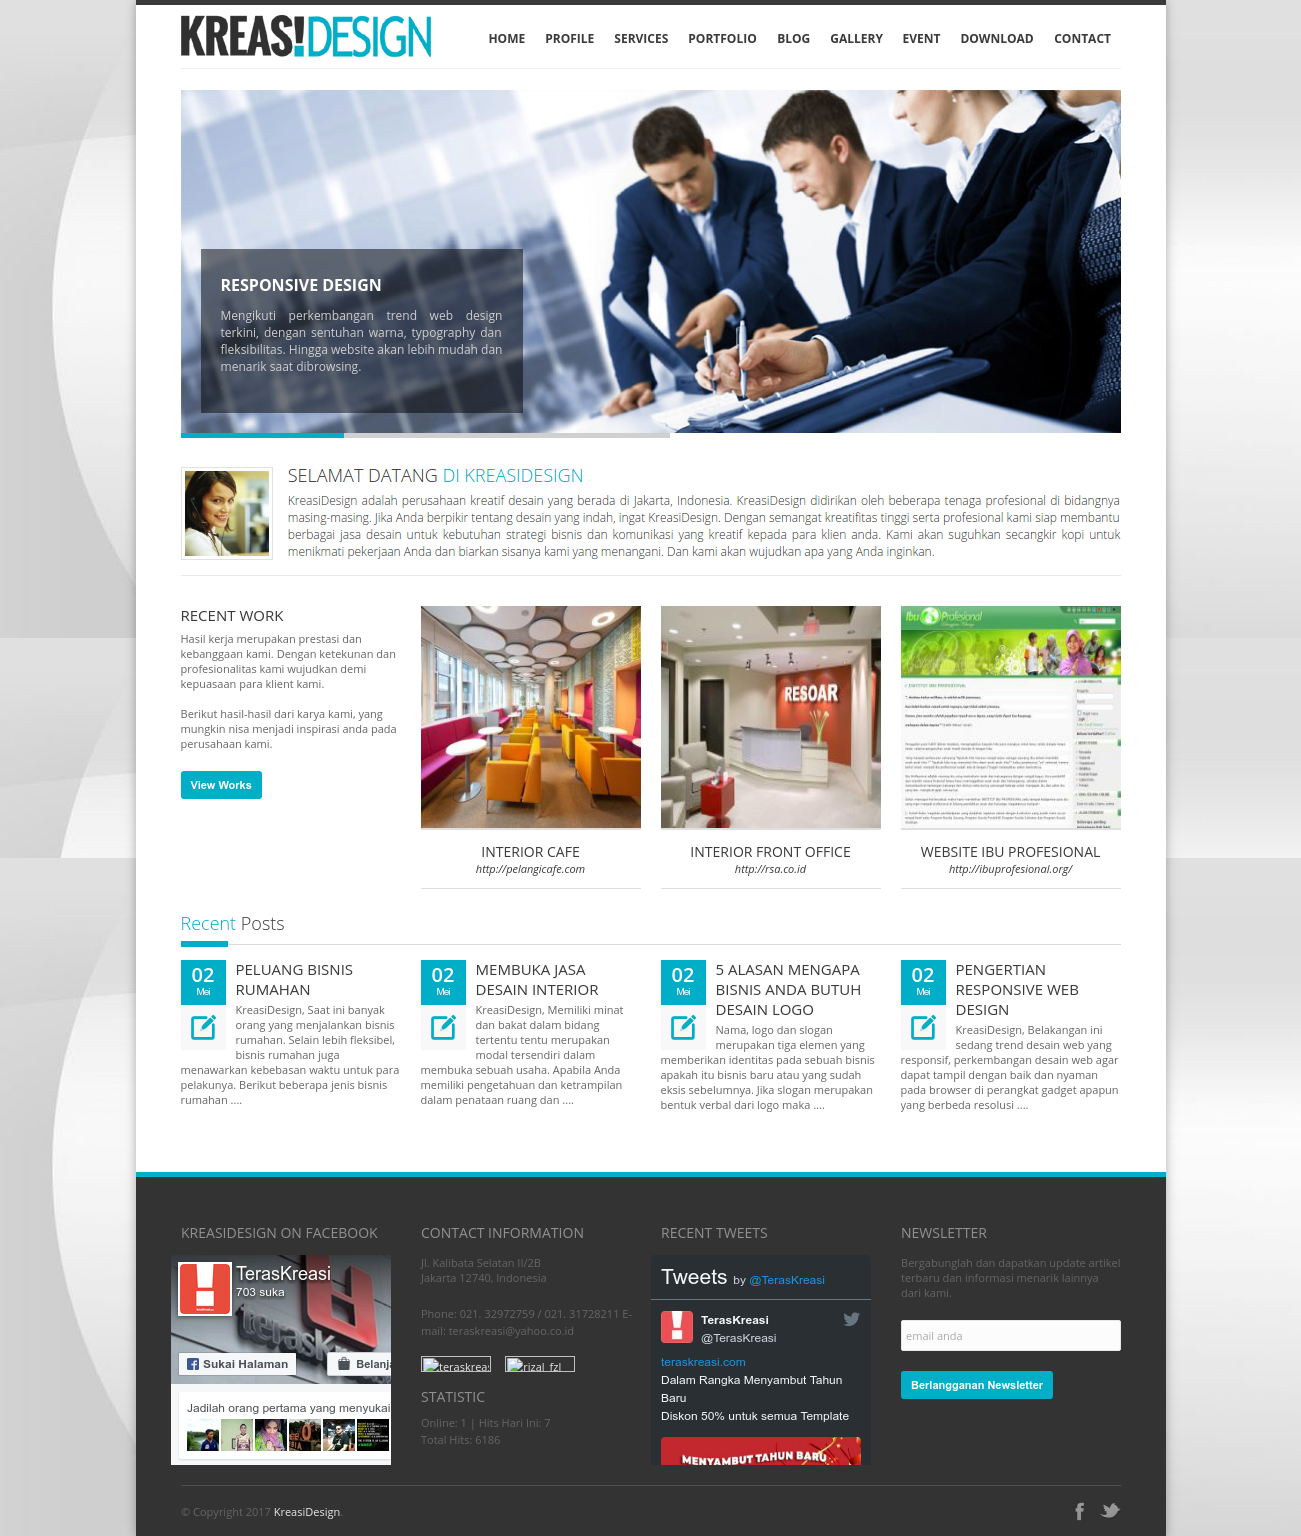 KREAS!DESIGN
HOME PROFILE SERVICES PORTFOLIO BLOG GALLERY EVENT DOWNLOAD CONTACT
RESPONSIVE DESIGN
Mengikuti perkembangan trend web design
terkini, dengan sentuhan warna, typography dan
fleksibilitas. Hingga website akan lebih mudah dan
menarik saat dibrowsing.
SELAMAT DATANG DI KREASIDESIGN
KreasiDesign adalah perusahaan kreatif desain yang berada di Jakarta, Indonesia. KreasiDesign didirikan oleh beberapa tenaga profesional di bidangnya
masing-masing. Jika Anda berpikir tentang desain yang indah, ingat KreasiDesign. Dengan semangat kreatifitas tinggi serta profesional kami siap membantu
berbagai jasa desain untuk kebutuhan strategi bisnis dan komunikasi yang kreatif kepada para klien anda. Kami akan suguhkan secangkir kopi untuk
menikmati pekerjaan Anda dan biarkan sisanya kami yang menangani. Dan kami akan wujudkan apa yang Anda inginkan.
RECENT WORK
Hasil kerja merupakan prestasi dan
kebanggaan kami. Dengan ketekunan dan
profesionalitas kami wujudkan demi
kepuasaan para klient kami.
Berikut hasil-hasil dari karya kami, yang
mungkin nisa menjadi inspirasi anda pada
perusahaan kami.
View Works
INTERIOR CAFE
http://pelangicafe.com
RESOAR
INTERIOR FRONT OFFICE
http://rsa.co.id
Ibu Profesional
WEBSITE IBU PROFESIONAL
http://ibuprofesional.org/
Recent Posts
02
Mei
PELUANG BISNIS
RUMAHAN
KreasiDesign, Saat ini banyak
orang yang menjalankan bisnis
rumahan. Selain lebih fleksibel,
bisnis rumahan juga
menawarkan kebebasan waktu untuk para
pelakunya. Berikut beberapa jenis bisnis
rumahan ....
02
Mei
MEMBUKA JASA
DESAIN INTERIOR
KreasiDesign, Memiliki minat
dan bakat dalam bidang
tertentu tentu merupakan
modal tersendiri dalam
membuka sebuah usaha. Apabila Anda
memiliki pengetahuan dan ketrampilan
dalam penataan ruang dan ....
02
Mei
5 ALASAN MENGAPA
BISNIS ANDA BUTUH
DESAIN LOGO
Nama, logo dan slogan
merupakan tiga elemen yang
memberikan identitas pada sebuah bisnis
apakah itu bisnis baru atau yang sudah
eksis sebelumnya. Jika slogan merupakan
bentuk verbal dari logo maka ....
02
Mei
PENGERTIAN
RESPONSIVE WEB
DESIGN
KreasiDesign, Belakangan ini
sedang trend desain web yang
responsif, perkembangan desain web agar
dapat tampil dengan baik dan nyaman
pada browser di perangkat gadget apapun
yang berbeda resolusi ....
KREASIDESIGN ON FACEBOOK
TerasKreasi
703 suka
Sukai Halaman
Belanja
Jadilah orang pertama yang menyukai
CONTACT INFORMATION
Jl. Kalibata Selatan II/2B
Jakarta 12740, Indonesia
Phone: 021. 32972759 / 021. 31728211 E-
mail: teraskreasi@yahoo.co.id
teraskreas rizal_fzl
STATISTIC
Online: 1 | Hits Hari Ini: 7
Total Hits: 6186
RECENT TWEETS
Tweets by @TerasKreasi
TerasKreasi
@TerasKreasi
teraskreasi.com
Dalam Rangka Menyambut Tahun
Baru
Diskon 50% untuk semua Template
MENYAMBUT TAHUN BARU
NEWSLETTER
Bergabunglah dan dapatkan update artikel
terbaru dan informasi menarik lainnya
dari kami.
email anda
Berlangganan Newsletter
© Copyright 2017 KreasiDesign.